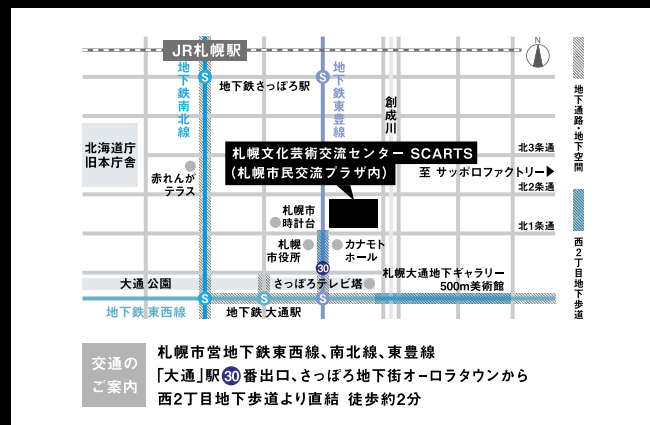 N
JR札幌駅
地下鉄南北線
S
地下鉄さっぽろ駅
S
地下鉄東豊線
創成川
地下通路・地下空間
北海道庁
旧本庁舎
赤れんが
テラス
札幌文化芸術交流センター SCARTS
(札幌市民交流プラザ内)
北3条通
至 サッポロファクトリー
北2条通
札幌市
時計台
北1条通
札幌
市役所
カナモト
ホール
30
西2丁目地下歩道
大通公園
さっぽろテレビ塔
札幌大通地下ギャラリー
500m美術館
S
S
S
地下鉄東西線
地下鉄 大通駅
交通の
ご案内
札幌市営地下鉄東西線、南北線、東豊線
「大通」駅30番出口、さっぽろ地下街オーロラタウンから
西2丁目地下歩道より直結 徒歩約2分